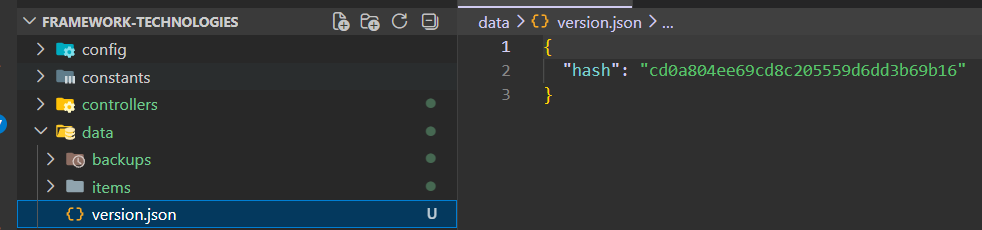 FRAMEWORK-TECHNOLOGIES
config
constants
controllers
data
backups
items
version.json U
data > {} version.json > ...
1 {
2 "hash": "cd0a804ee69cd8c205559d6dd3b69b16"
3 }